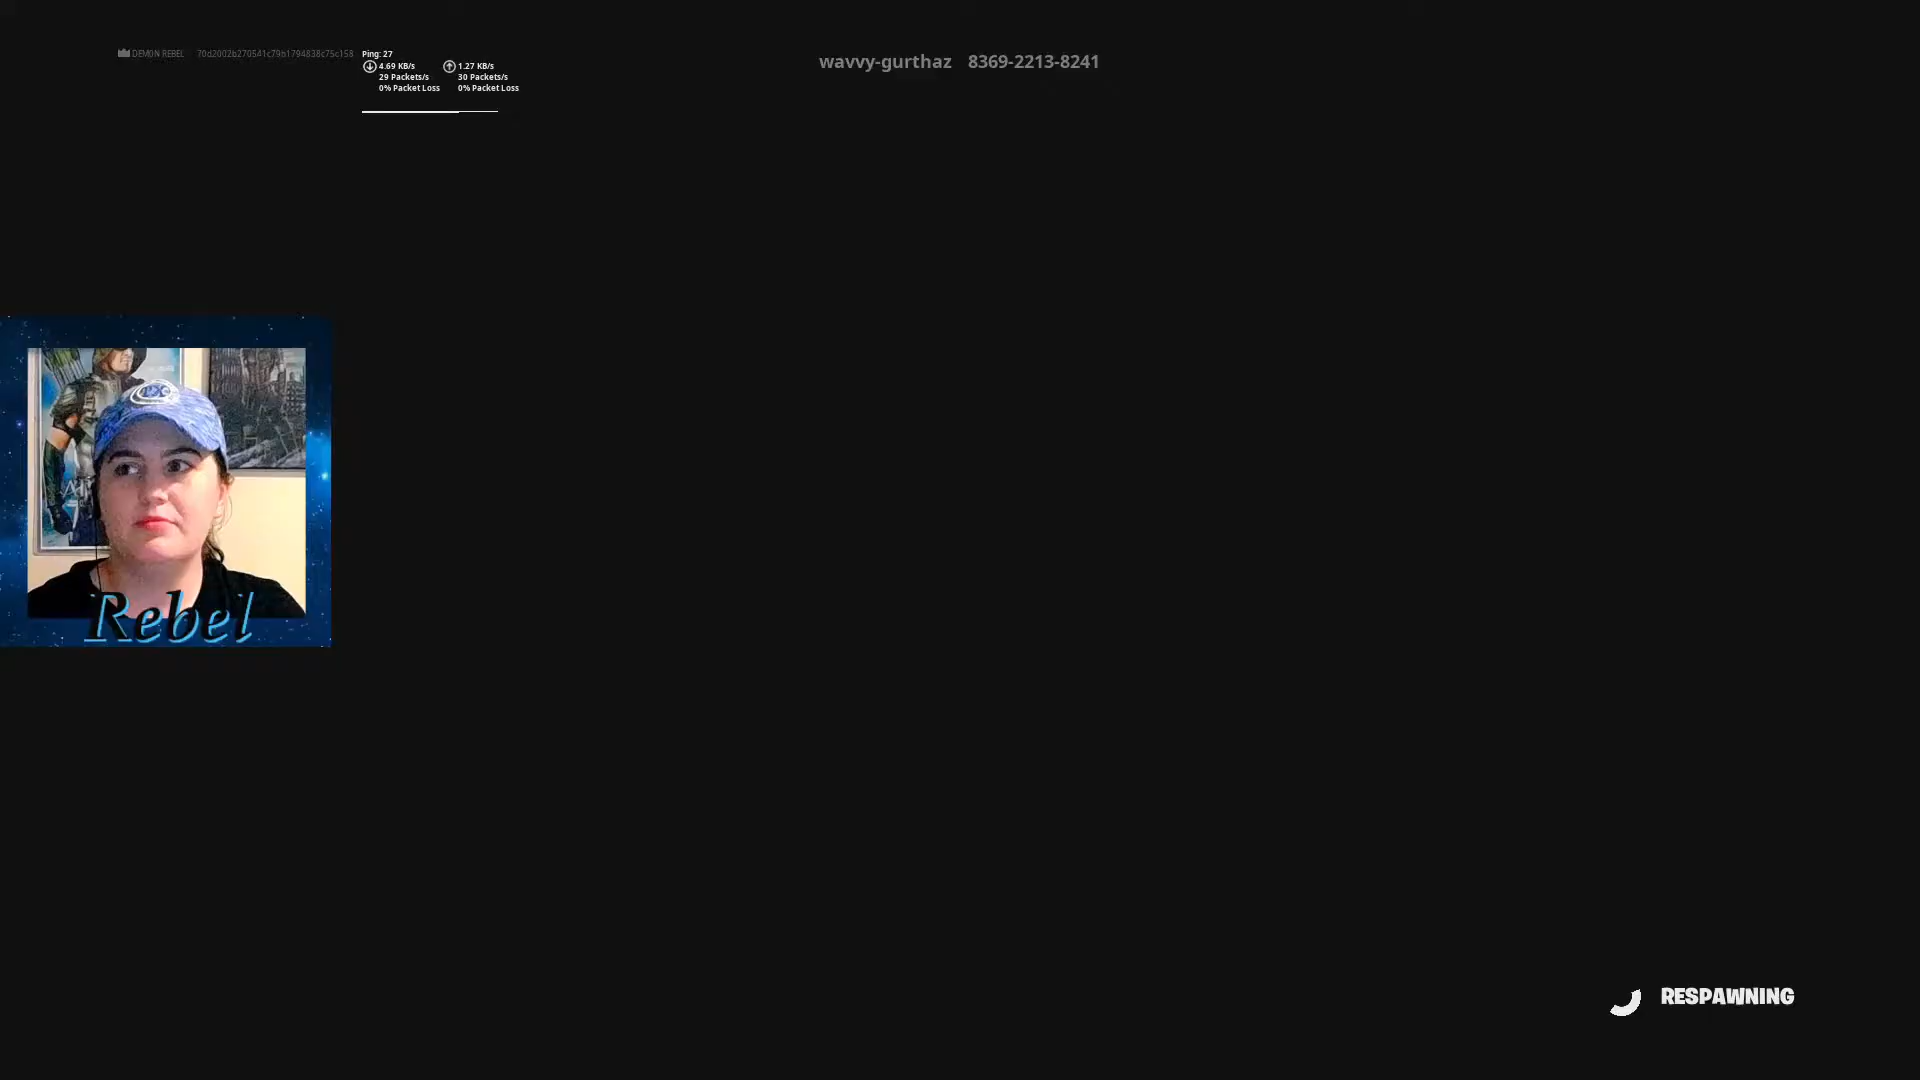 DEMON REBEL 70d2002b270541c79b1794838c75c158
Ping: 27
4.69 KB/s 1.27 KB/s
29 Packets/s 30 Packets/s
0% Packet Loss 0% Packet Loss
wavvy-gurthaz 8369-2213-8241
Rebel
RESPAWNING